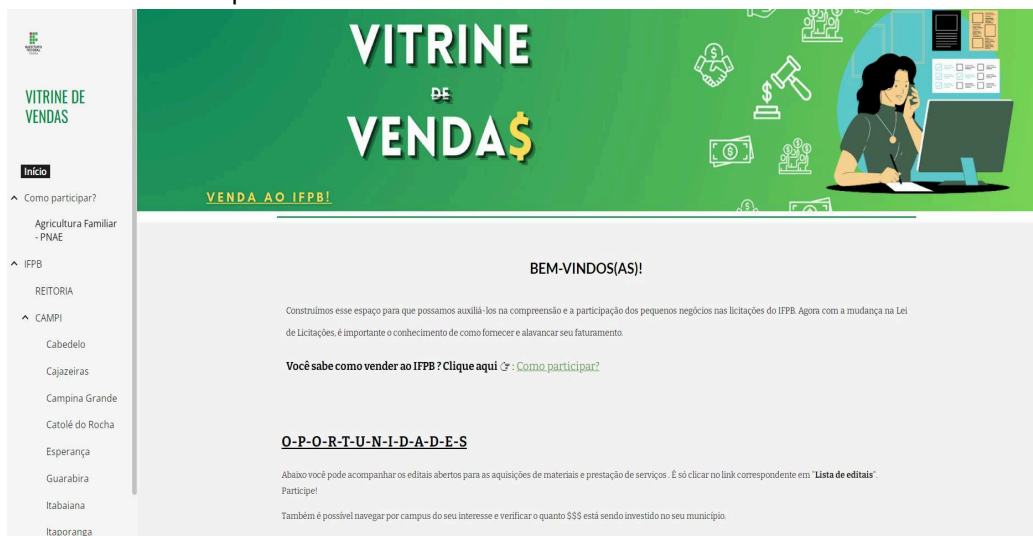 INSTITUTO
FEDERAL
VITRINE DE
VENDAS
Início
Como participar?
Agricultura Familiar
- PNAE
IFPB
REITORIA
CAMPI
Cabedelo
Cajazeiras
Campina Grande
Catolé do Rocha
Esperança
Guarabira
Itabaiana
Itaporanga
VITRINE
DE
VENDA$
VENDA AO IFPB!
BEM-VINDOS(AS)!
Construímos esse espaço para que possamos auxiliá-los na compreensão e a participação dos pequenos negócios nas licitações do IFPB. Agora com a mudança na Lei
de Licitações, é importante o conhecimento de como fornecer e alavancar seu faturamento.
Você sabe como vender ao IFPB ? Clique aqui 👉 : Como participar?
O-P-O-R-T-U-N-I-D-A-D-E-S
Abaixo você pode acompanhar os editais abertos para as aquisições de materiais e prestação de serviços . É só clicar no link correspondente em "Lista de editais".
Participe!
Também é possível navegar por campus do seu interesse e verificar o quanto $$$ está sendo investido no seu município.